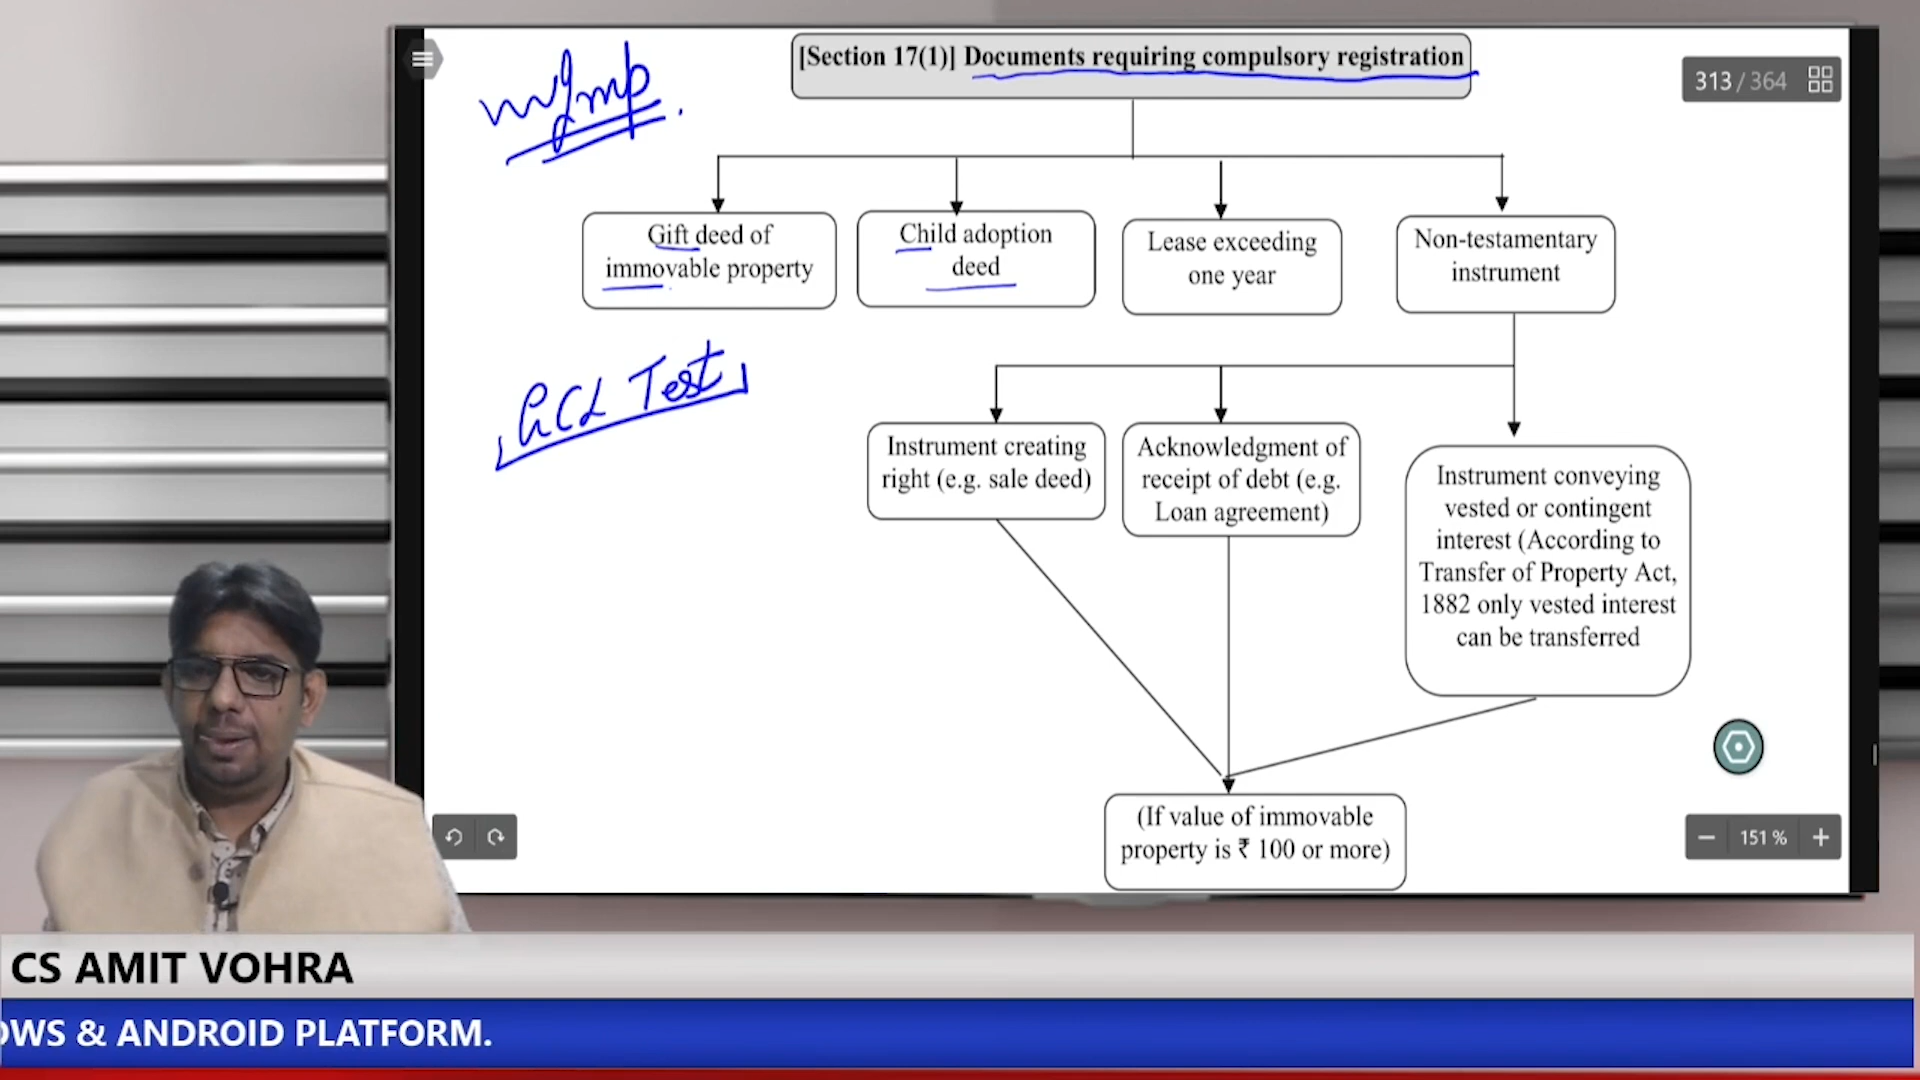 [Section 17(1)] Documents requiring compulsory registration
313 / 364
Gift deed of
immovable property
Child adoption
deed
Lease exceeding
one year
Non-testamentary
instrument
Test
Instrument creating
right (e.g. sale deed)
Acknowledgment of
receipt of debt (e.g.
Loan agreement)
Instrument conveying
vested or contingent
interest (According to
Transfer of Property Act,
1882 only vested interest
can be transferred
(If value of immovable
property is ₹ 100 or more)
151 %
CS AMIT VOHRA
OWS & ANDROID PLATFORM.